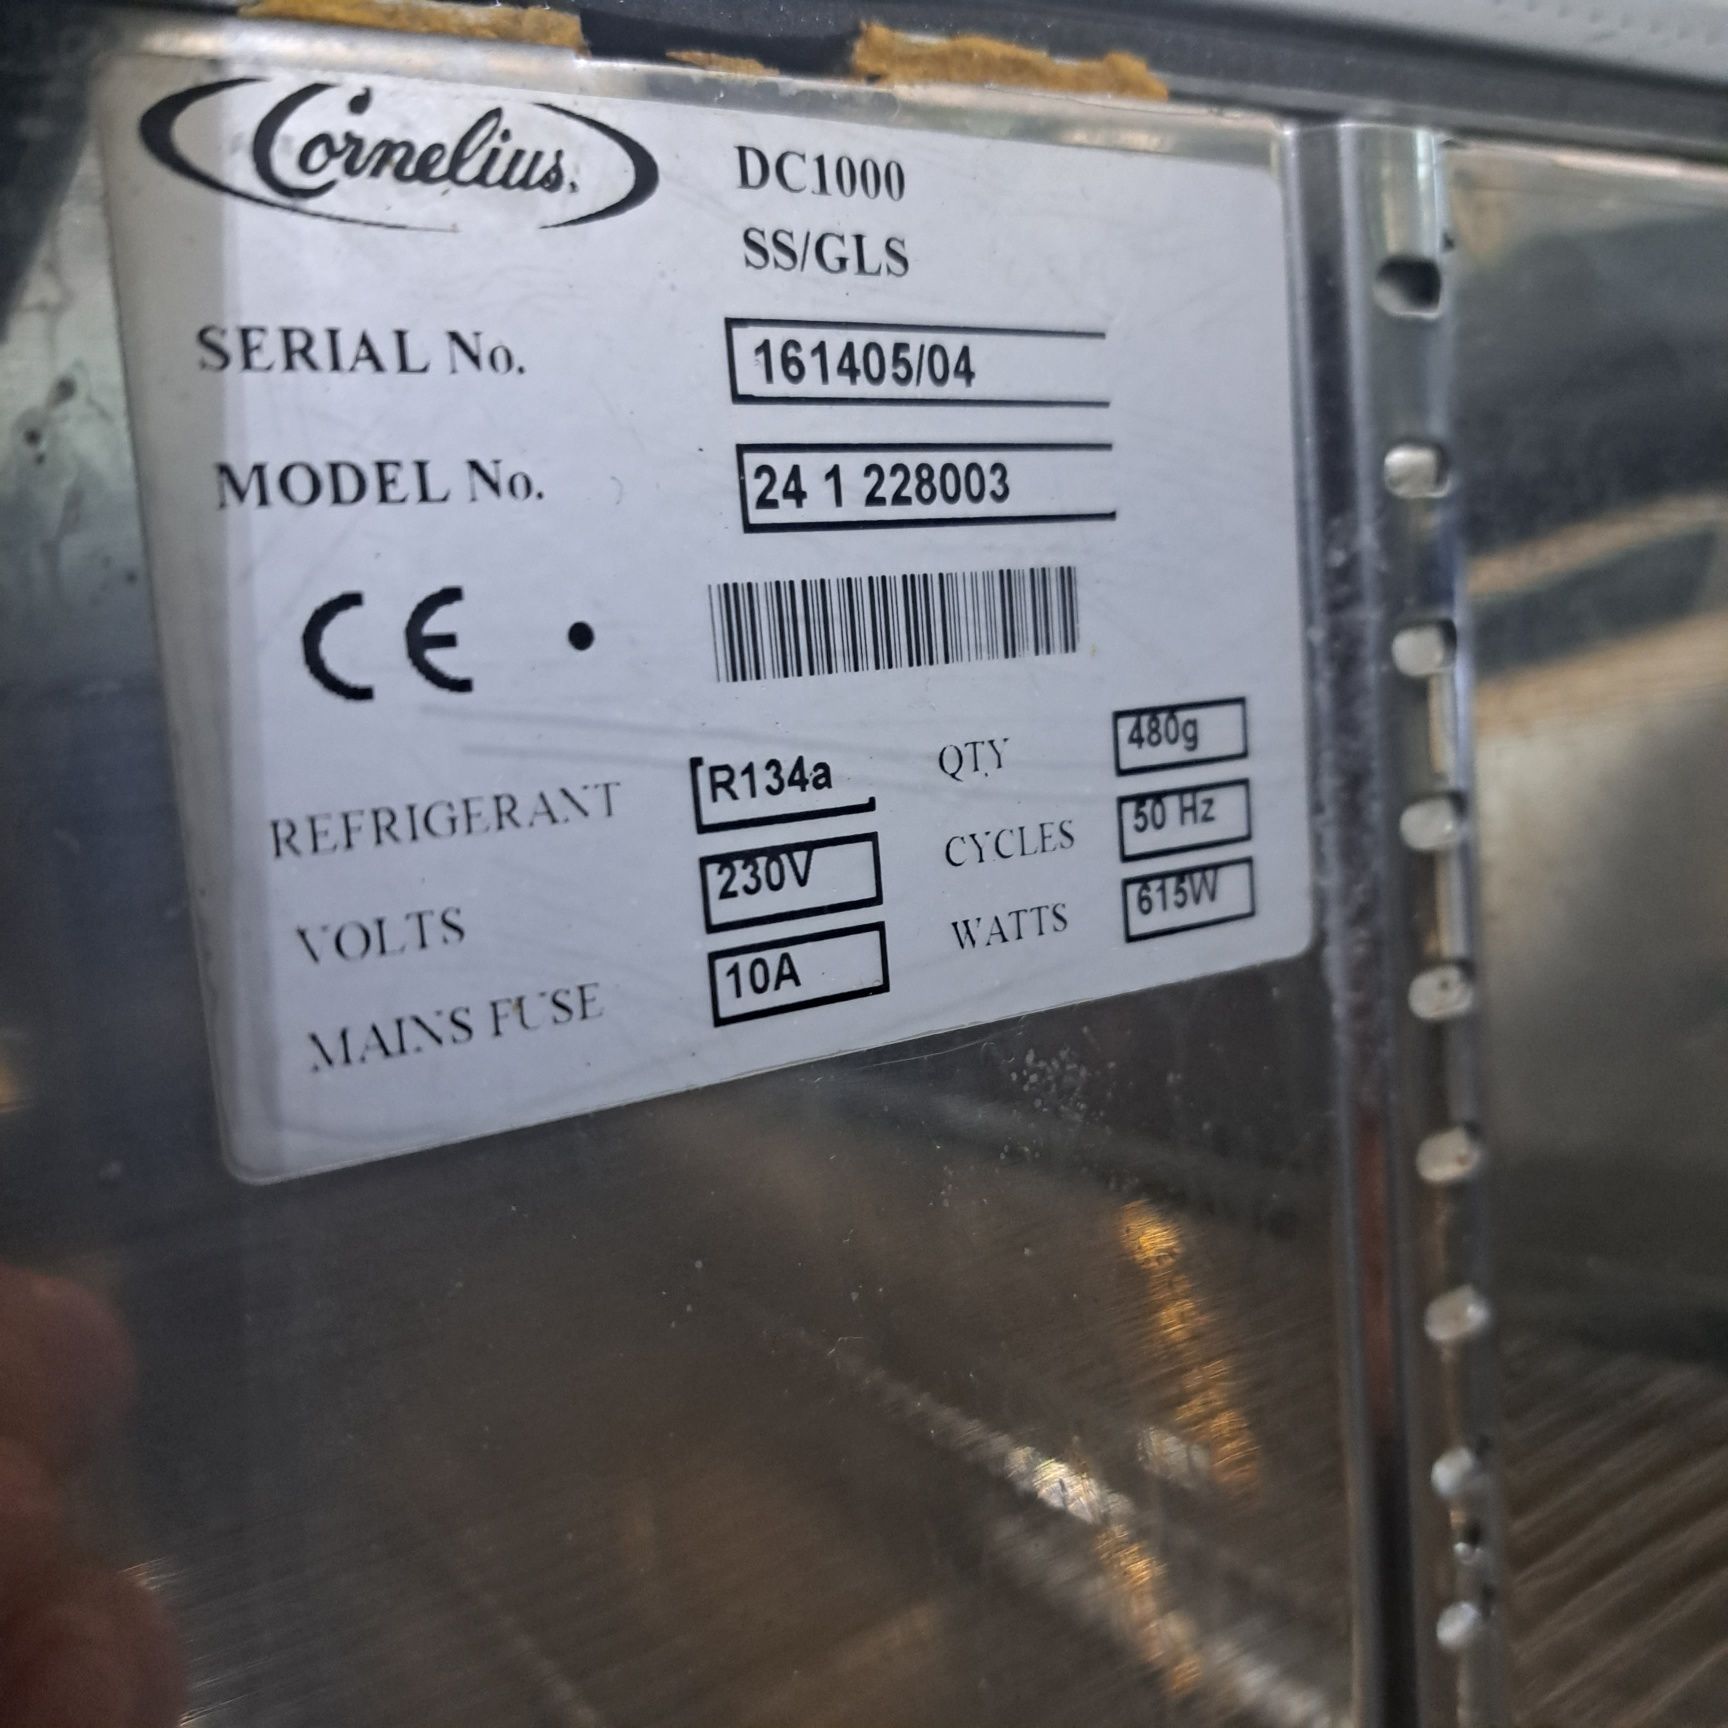 Cornelius.
DC1000
SS/GLS
SERIAL No. 161405/04
MODEL No. 24 1 228003
CE
REFRIGERANT R134a QTY 480g
VOLTS 230V CYCLES 50 Hz
MAINS FUSE 10A WATTS 615W